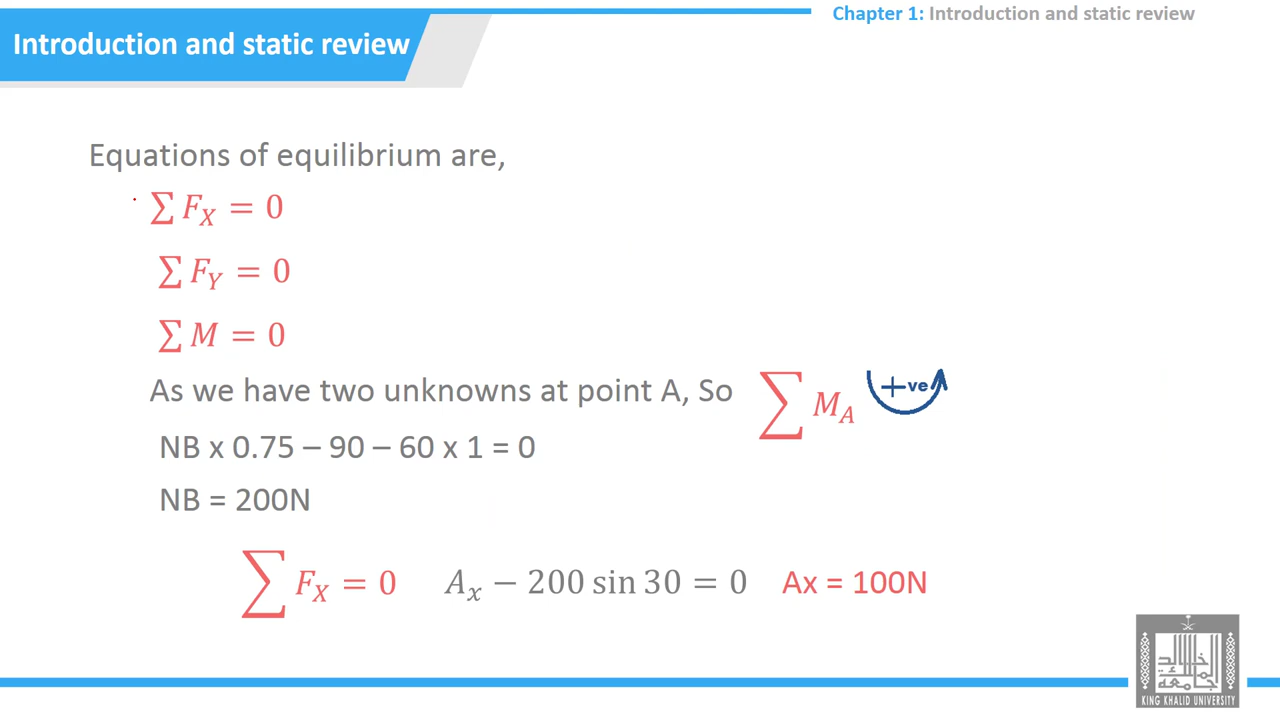 Chapter 1: Introduction and static review
Introduction and static review
Equations of equilibrium are,
∑ F_X = 0
∑ F_Y = 0
∑ M = 0
As we have two unknowns at point A, So ∑ M_A +ve
NB x 0.75 – 90 – 60 x 1 = 0
NB = 200N
∑ F_X = 0 A_x − 200 sin 30 = 0 Ax = 100N
KING KHALID UNIVERSITY